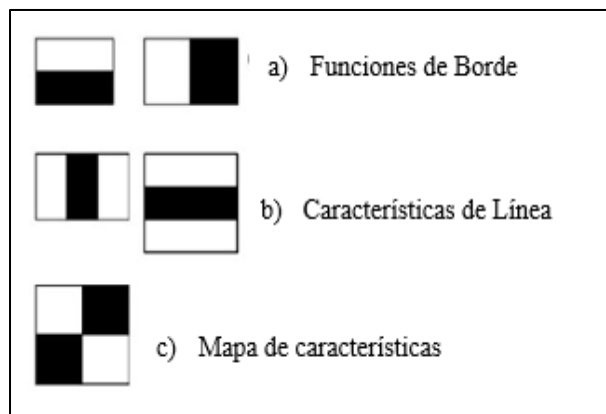 a) Funciones de Borde
b) Características de Línea
c) Mapa de características